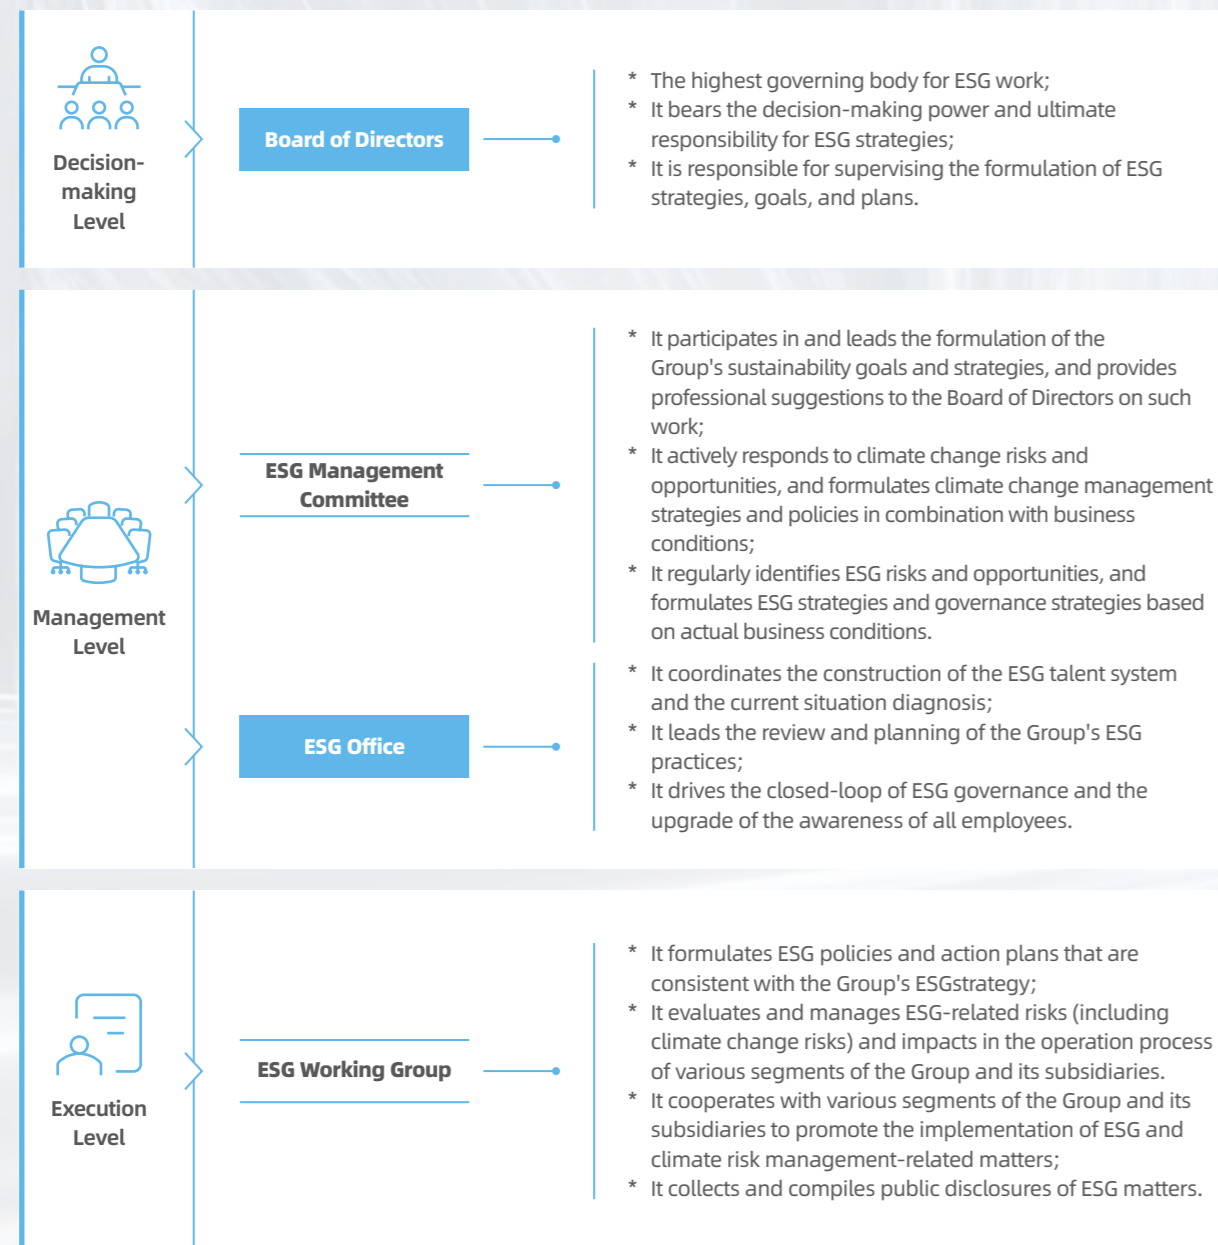 Decision-
making
Level
Board of Directors
* The highest governing body for ESG work;
* It bears the decision-making power and ultimate
responsibility for ESG strategies;
* It is responsible for supervising the formulation of ESG
strategies, goals, and plans.
Management
Level
ESG Management
Committee
* It participates in and leads the formulation of the
Group's sustainability goals and strategies, and provides
professional suggestions to the Board of Directors on such
work;
* It actively responds to climate change risks and
opportunities, and formulates climate change management
strategies and policies in combination with business
conditions;
* It regularly identifies ESG risks and opportunities, and
formulates ESG strategies and governance strategies based
on actual business conditions.
ESG Office
* It coordinates the construction of the ESG talent system
and the current situation diagnosis;
* It leads the review and planning of the Group's ESG
practices;
* It drives the closed-loop of ESG governance and the
upgrade of the awareness of all employees.
Execution
Level
ESG Working Group
* It formulates ESG policies and action plans that are
consistent with the Group's ESGstrategy;
* It evaluates and manages ESG-related risks (including
climate change risks) and impacts in the operation process
of various segments of the Group and its subsidiaries.
* It cooperates with various segments of the Group and its
subsidiaries to promote the implementation of ESG and
climate risk management-related matters;
* It collects and compiles public disclosures of ESG matters.